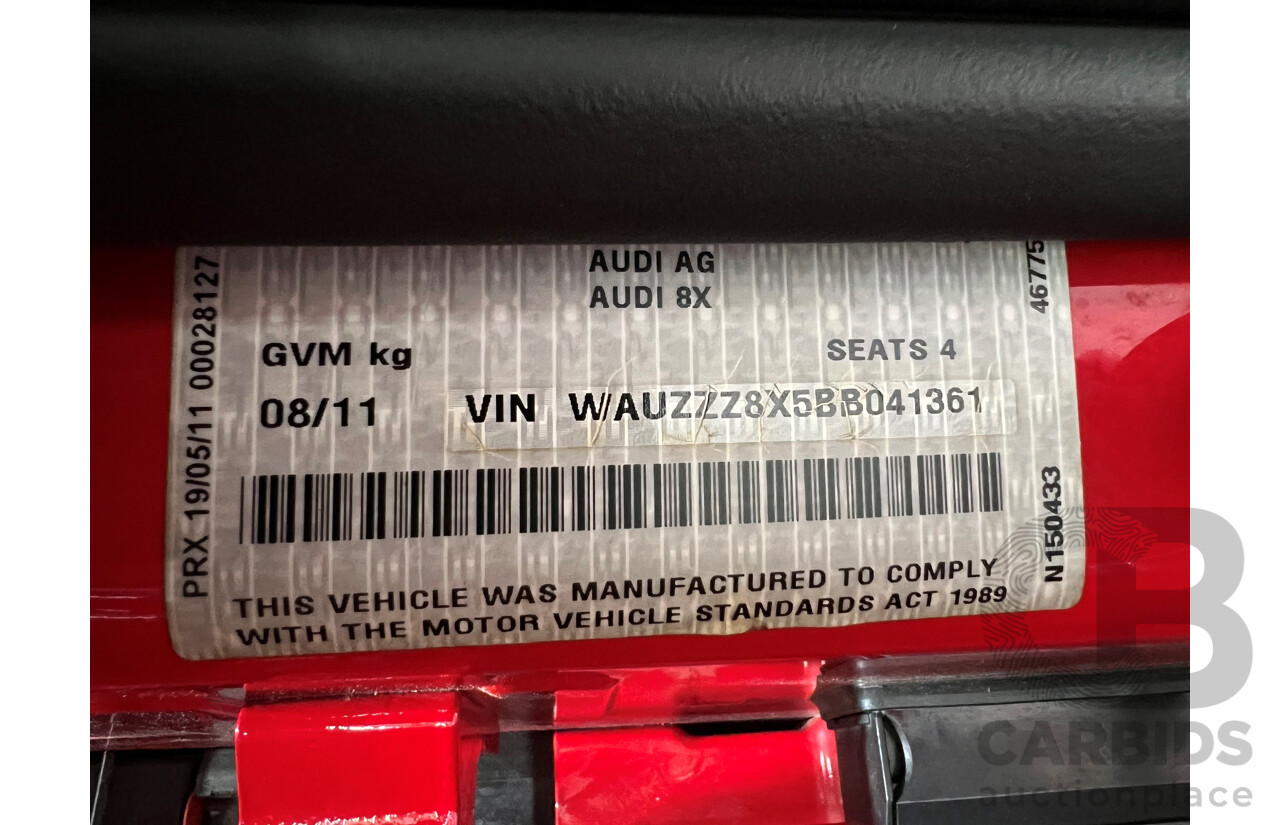 AUDI AG
AUDI 8X
GVM kg
SEATS 4
08/11
VIN WAUZZZ8X5BB041361
THIS VEHICLE WAS MANUFACTURED TO COMPLY
WITH THE MOTOR VEHICLE STANDARDS ACT 1989
PRX 19/05/11 00028127
46775
N150433
B
CARBIDS
auctionplace